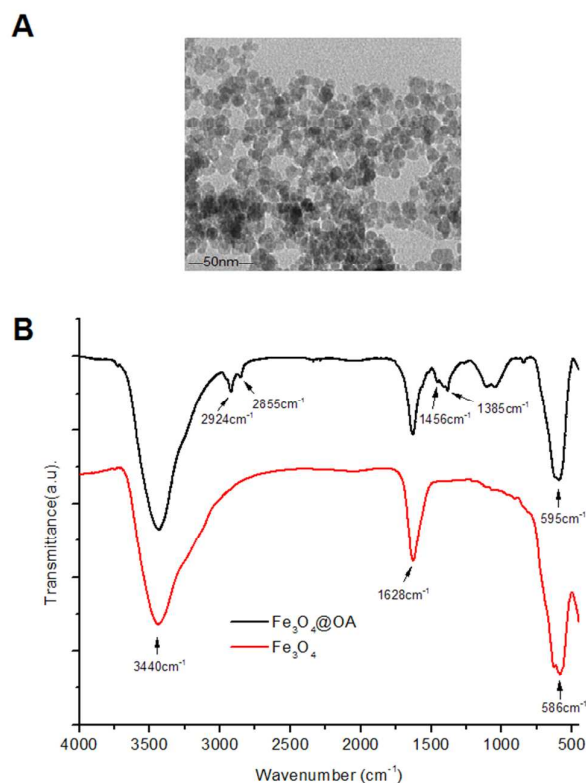 A
50nm
B
2924cm⁻¹
2855cm⁻¹
1456cm⁻¹
1385cm⁻¹
595cm⁻¹
Transmittance(a.u).
1628cm⁻¹
Fe₃O₄@OA
Fe₃O₄
3440cm⁻¹
586cm⁻¹
4000 3500 3000 2500 2000 1500 1000 500
Wavenumber (cm⁻¹)